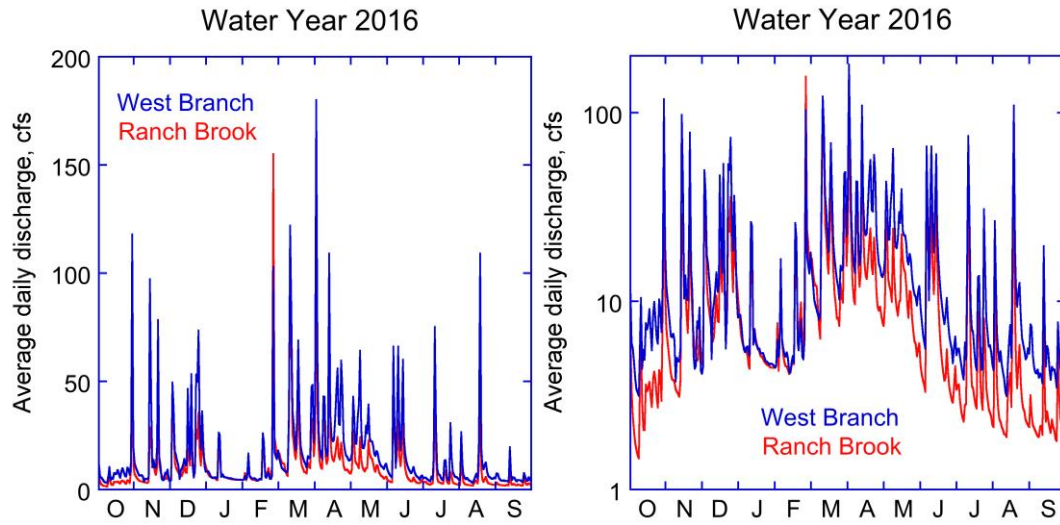 Water Year 2016
Average daily discharge, cfs
200
150
100
50
0
West Branch
Ranch Brook
O N D J F M A M J J A S
Water Year 2016
Average daily discharge, cfs
100
10
1
West Branch
Ranch Brook
O N D J F M A M J J A S